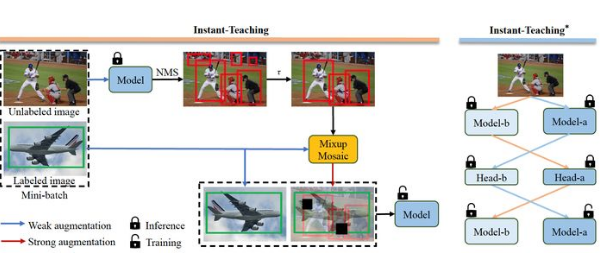 Instant-Teaching
Instant-Teaching*
Model
NMS
τ
Unlabeled image
Labeled image
Mini-batch
Mixup
Mosaic
Model
Weak augmentation
Inference
Strong augmentation
Training
Model-b
Model-a
Head-b
Head-a
Model-b
Model-a